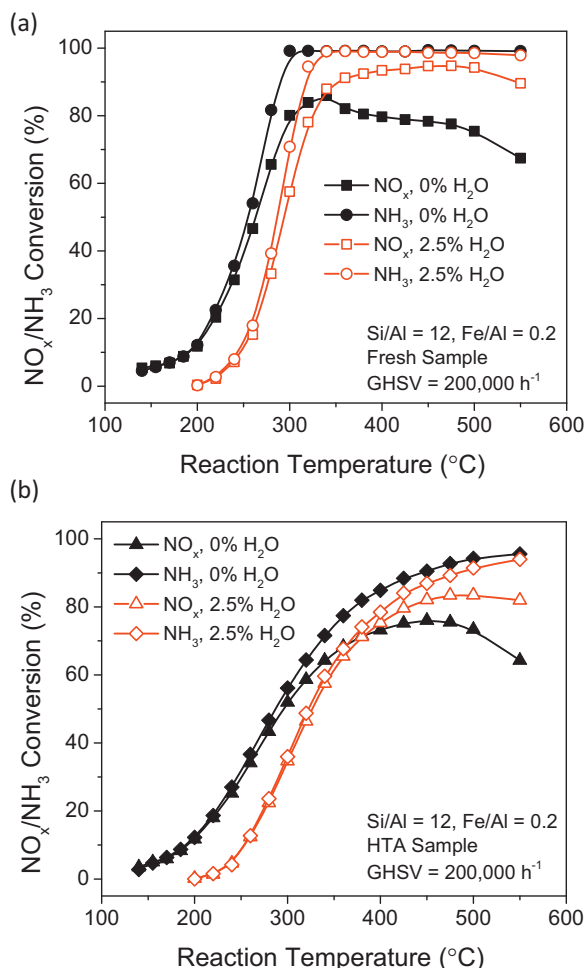 (a)
100
80
60
40
20
0
NOx/NH3 Conversion (%)
NOx, 0% H2O
NH3, 0% H2O
NOx, 2.5% H2O
NH3, 2.5% H2O
Si/Al = 12, Fe/Al = 0.2
Fresh Sample
GHSV = 200,000 h-1
100 200 300 400 500 600
Reaction Temperature (°C)
(b)
100
80
60
40
20
0
NOx/NH3 Conversion (%)
NOx, 0% H2O
NH3, 0% H2O
NOx, 2.5% H2O
NH3, 2.5% H2O
Si/Al = 12, Fe/Al = 0.2
HTA Sample
GHSV = 200,000 h-1
100 200 300 400 500 600
Reaction Temperature (°C)